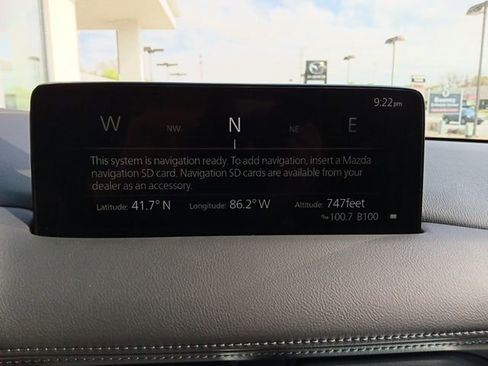 9:22pm
W NW N NE E
This system is navigation ready. To add navigation, insert a Mazda
navigation SD card. Navigation SD cards are available from your
dealer as an accessory.
Latitude: 41.7° N Longitude: 86.2° W Altitude: 747feet
100.7 B100